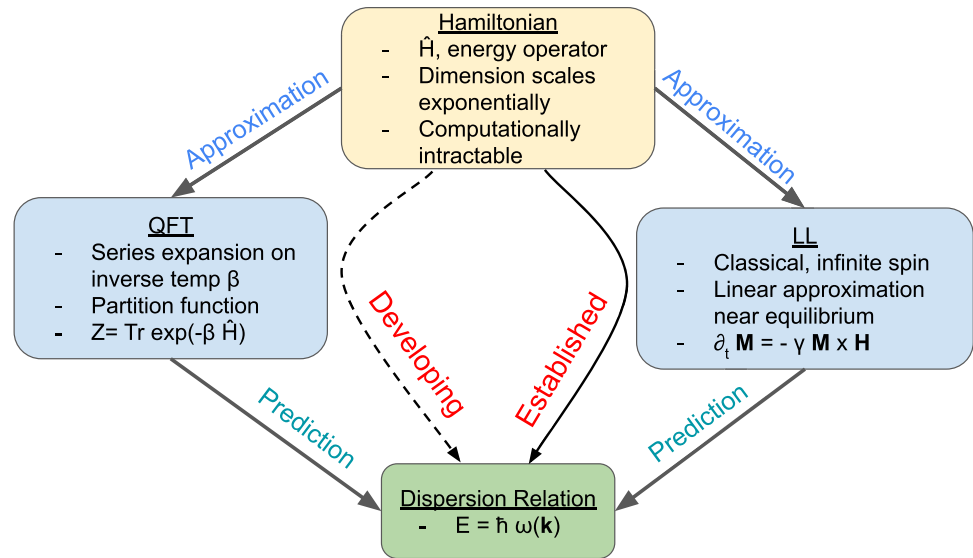 Hamiltonian
- Ĥ, energy operator
- Dimension scales
exponentially
- Computationally
intractable
Approximation
Approximation
QFT
- Series expansion on
inverse temp β
- Partition function
- Z= Tr exp(-β Ĥ)
LL
- Classical, infinite spin
- Linear approximation
near equilibrium
- ∂ₜ M = - γ M x H
Developing
Established
Prediction
Prediction
Dispersion Relation
- E = ħ ω(k)